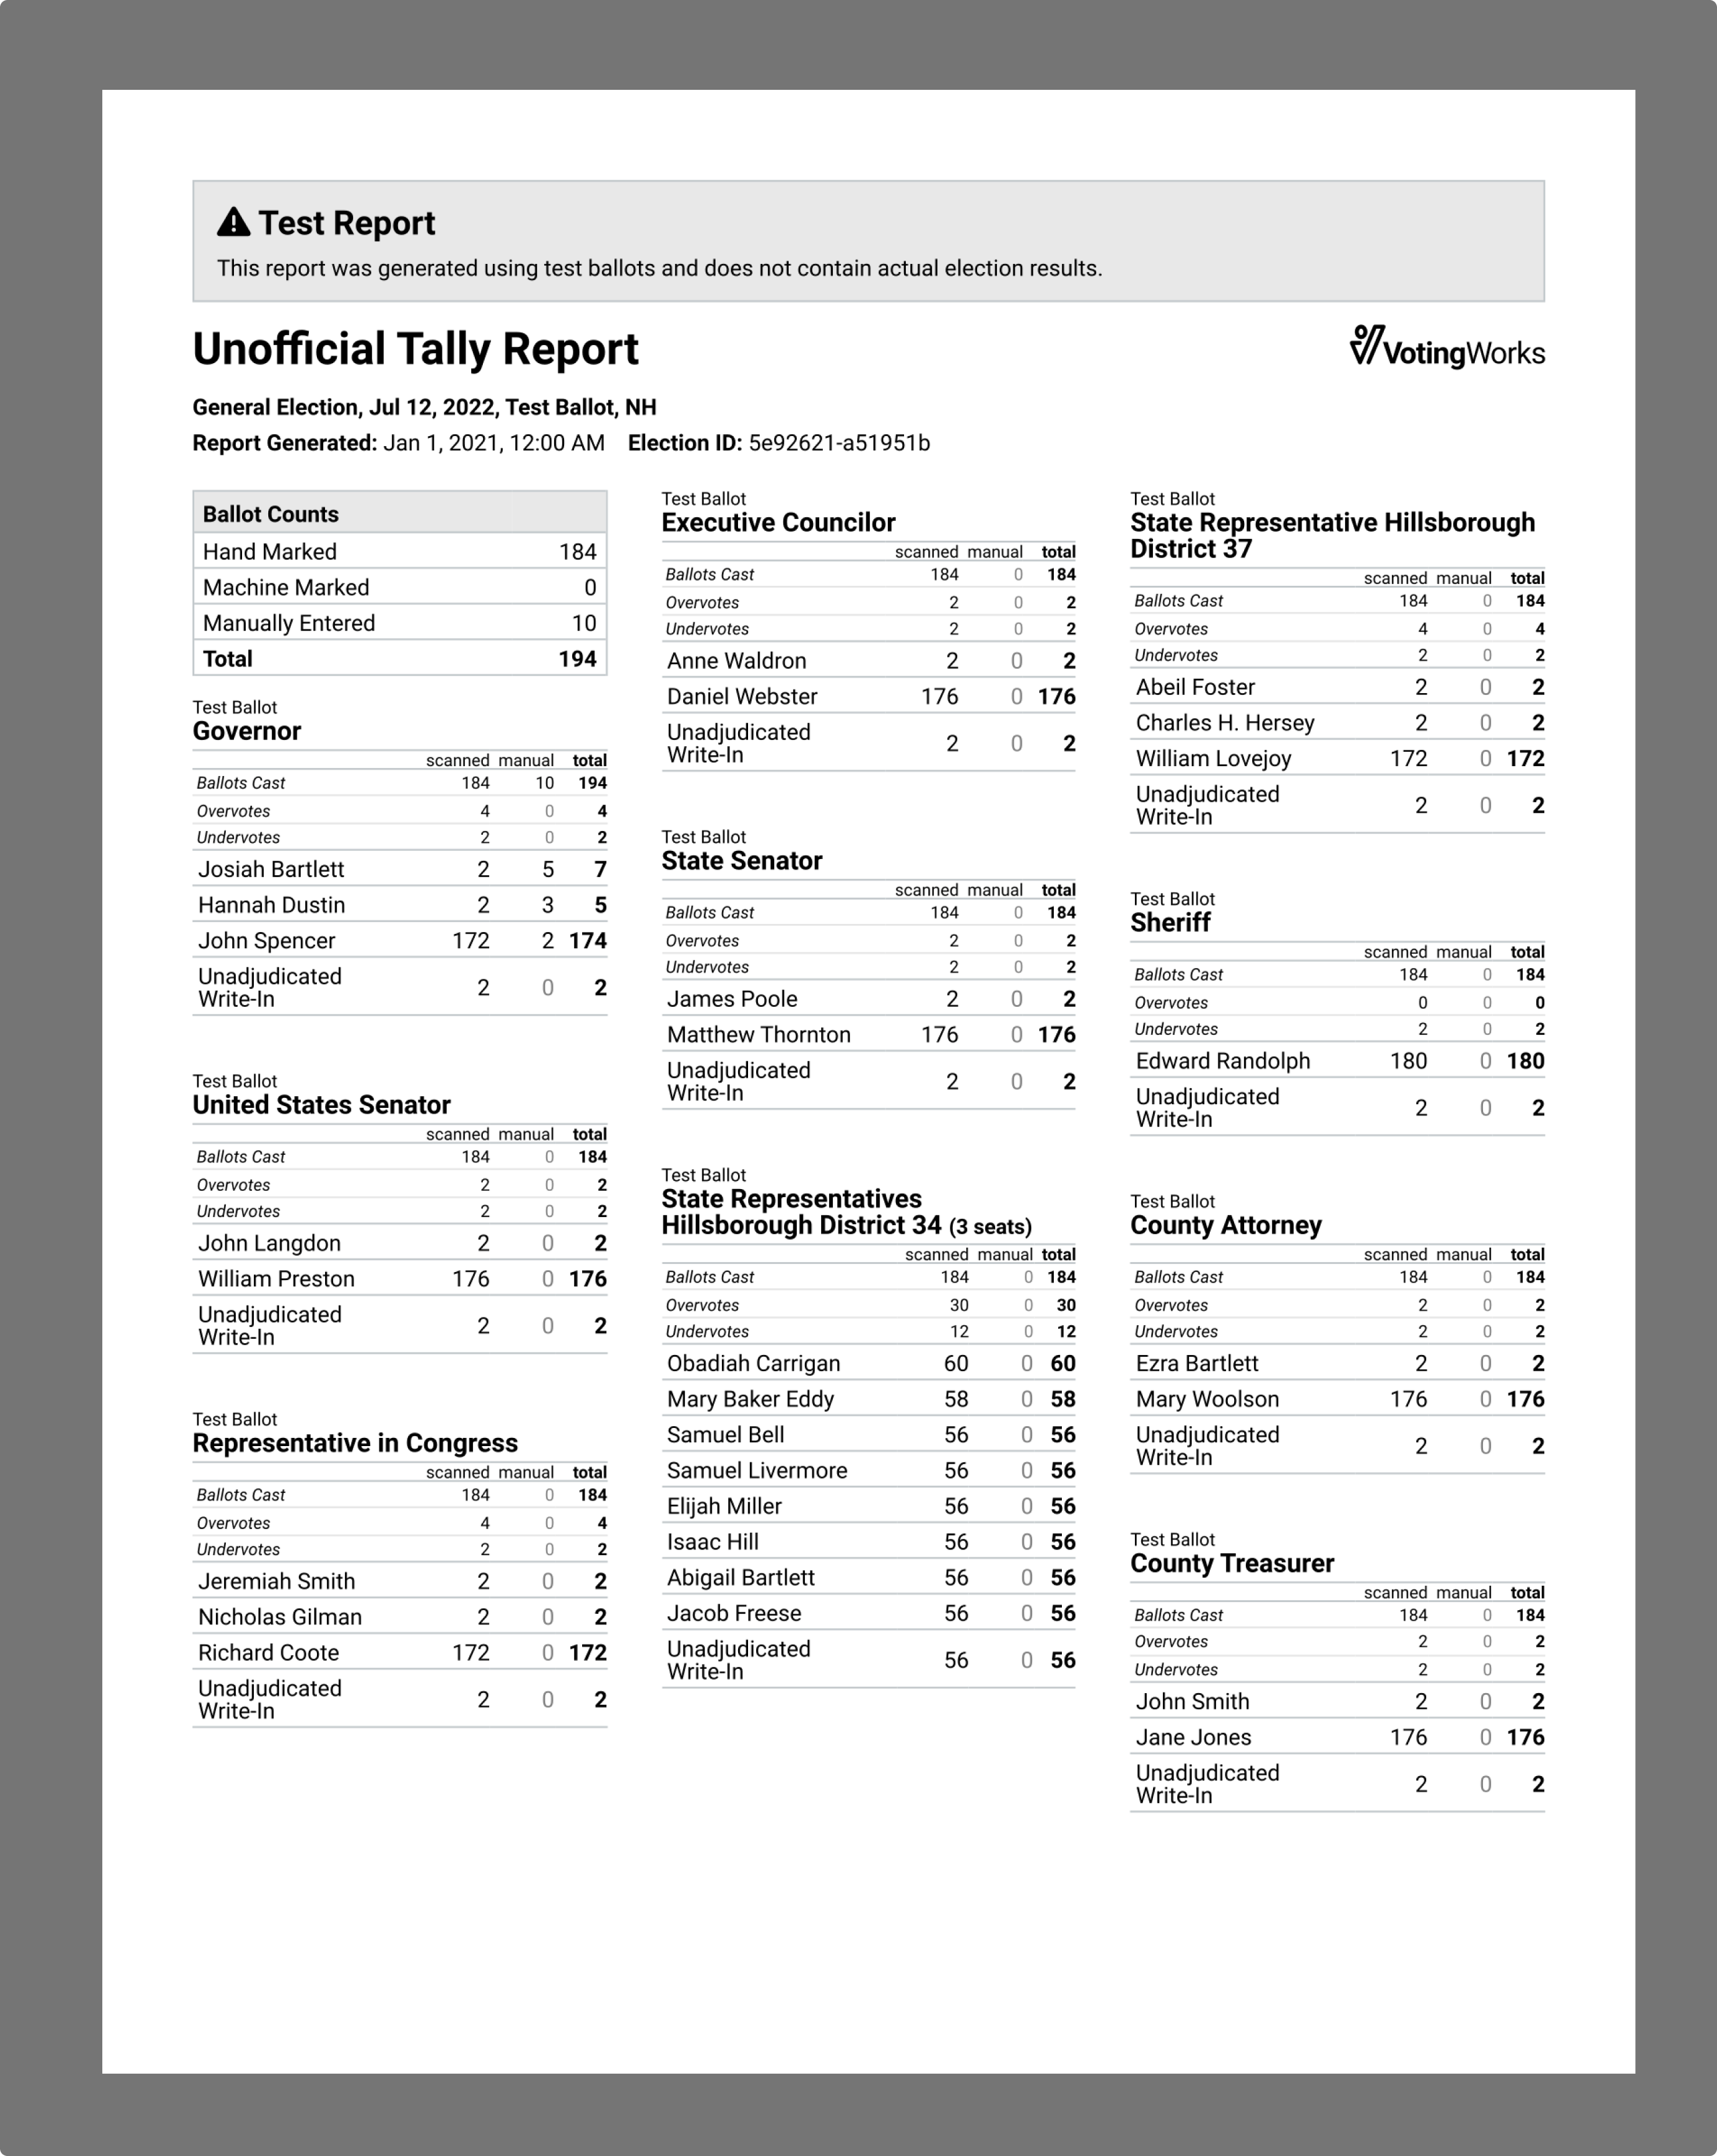 Test Report
This report was generated using test ballots and does not contain actual election results.
Unofficial Tally Report
VotingWorks
General Election, Jul 12, 2022, Test Ballot, NH
Report Generated: Jan 1, 2021, 12:00 AM Election ID: 5e92621-a51951b
Ballot Counts
Hand Marked 184
Machine Marked 0
Manually Entered 10
Total 194
Test Ballot
Governor
scanned manual total
Ballots Cast 184 10 194
Overvotes 4 0 4
Undervotes 2 0 2
Josiah Bartlett 2 5 7
Hannah Dustin 2 3 5
John Spencer 172 2 174
Unadjudicated
Write-In 2 0 2
Test Ballot
United States Senator
scanned manual total
Ballots Cast 184 0 184
Overvotes 2 0 2
Undervotes 2 0 2
John Langdon 2 0 2
William Preston 176 0 176
Unadjudicated
Write-In 2 0 2
Test Ballot
Representative in Congress
scanned manual total
Ballots Cast 184 0 184
Overvotes 4 0 4
Undervotes 2 0 2
Jeremiah Smith 2 0 2
Nicholas Gilman 2 0 2
Richard Coote 172 0 172
Unadjudicated
Write-In 2 0 2
Test Ballot
Executive Councilor
scanned manual total
Ballots Cast 184 0 184
Overvotes 2 0 2
Undervotes 2 0 2
Anne Waldron 2 0 2
Daniel Webster 176 0 176
Unadjudicated
Write-In 2 0 2
Test Ballot
State Senator
scanned manual total
Ballots Cast 184 0 184
Overvotes 2 0 2
Undervotes 2 0 2
James Poole 2 0 2
Matthew Thornton 176 0 176
Unadjudicated
Write-In 2 0 2
Test Ballot
State Representatives
Hillsborough District 34 (3 seats)
scanned manual total
Ballots Cast 184 0 184
Overvotes 30 0 30
Undervotes 12 0 12
Obadiah Carrigan 60 0 60
Mary Baker Eddy 58 0 58
Samuel Bell 56 0 56
Samuel Livermore 56 0 56
Elijah Miller 56 0 56
Isaac Hill 56 0 56
Abigail Bartlett 56 0 56
Jacob Freese 56 0 56
Unadjudicated
Write-In 56 0 56
Test Ballot
State Representative Hillsborough
District 37
scanned manual total
Ballots Cast 184 0 184
Overvotes 4 0 4
Undervotes 2 0 2
Abeil Foster 2 0 2
Charles H. Hersey 2 0 2
William Lovejoy 172 0 172
Unadjudicated
Write-In 2 0 2
Test Ballot
Sheriff
scanned manual total
Ballots Cast 184 0 184
Overvotes 0 0 0
Undervotes 2 0 2
Edward Randolph 180 0 180
Unadjudicated
Write-In 2 0 2
Test Ballot
County Attorney
scanned manual total
Ballots Cast 184 0 184
Overvotes 2 0 2
Undervotes 2 0 2
Ezra Bartlett 2 0 2
Mary Woolson 176 0 176
Unadjudicated
Write-In 2 0 2
Test Ballot
County Treasurer
scanned manual total
Ballots Cast 184 0 184
Overvotes 2 0 2
Undervotes 2 0 2
John Smith 2 0 2
Jane Jones 176 0 176
Unadjudicated
Write-In 2 0 2